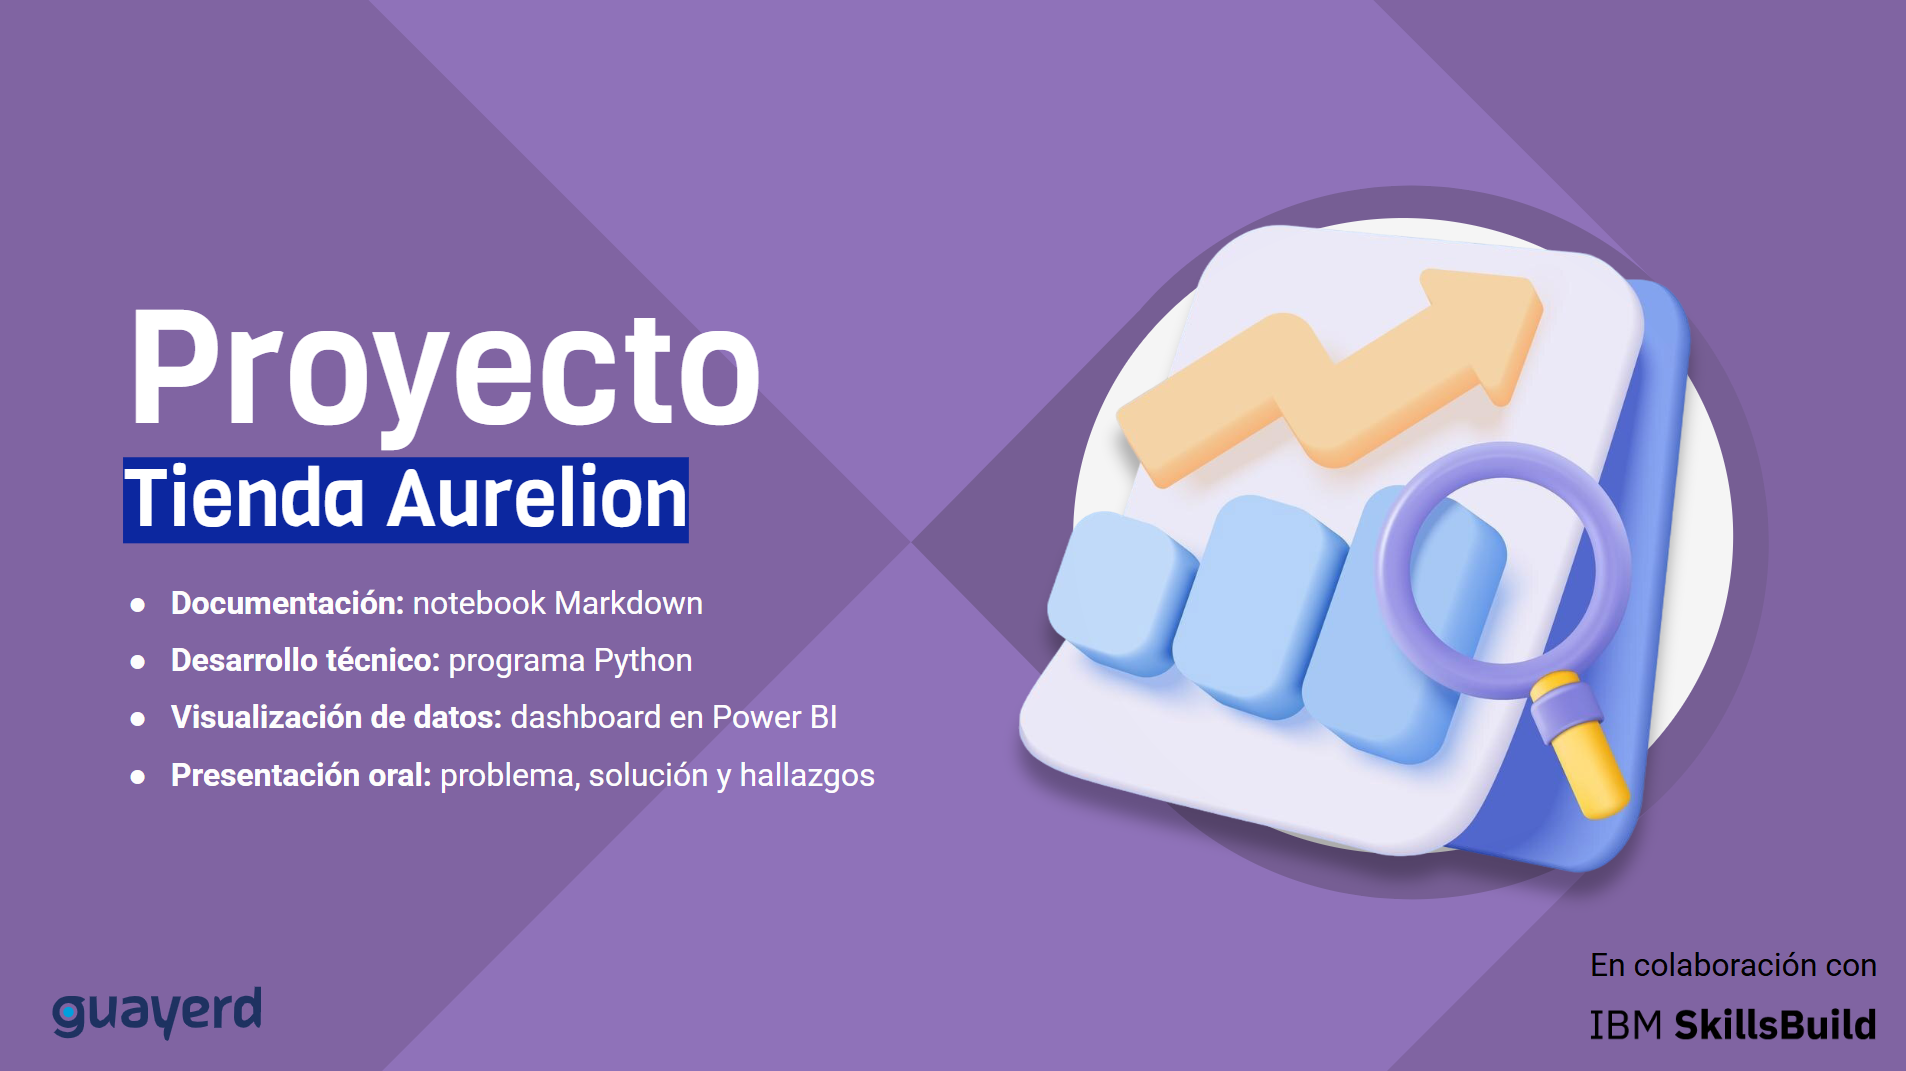 Proyecto
Tienda Aurelion
● Documentación: notebook Markdown
● Desarrollo técnico: programa Python
● Visualización de datos: dashboard en Power BI
● Presentación oral: problema, solución y hallazgos
guayerd
En colaboración con
IBM SkillsBuild